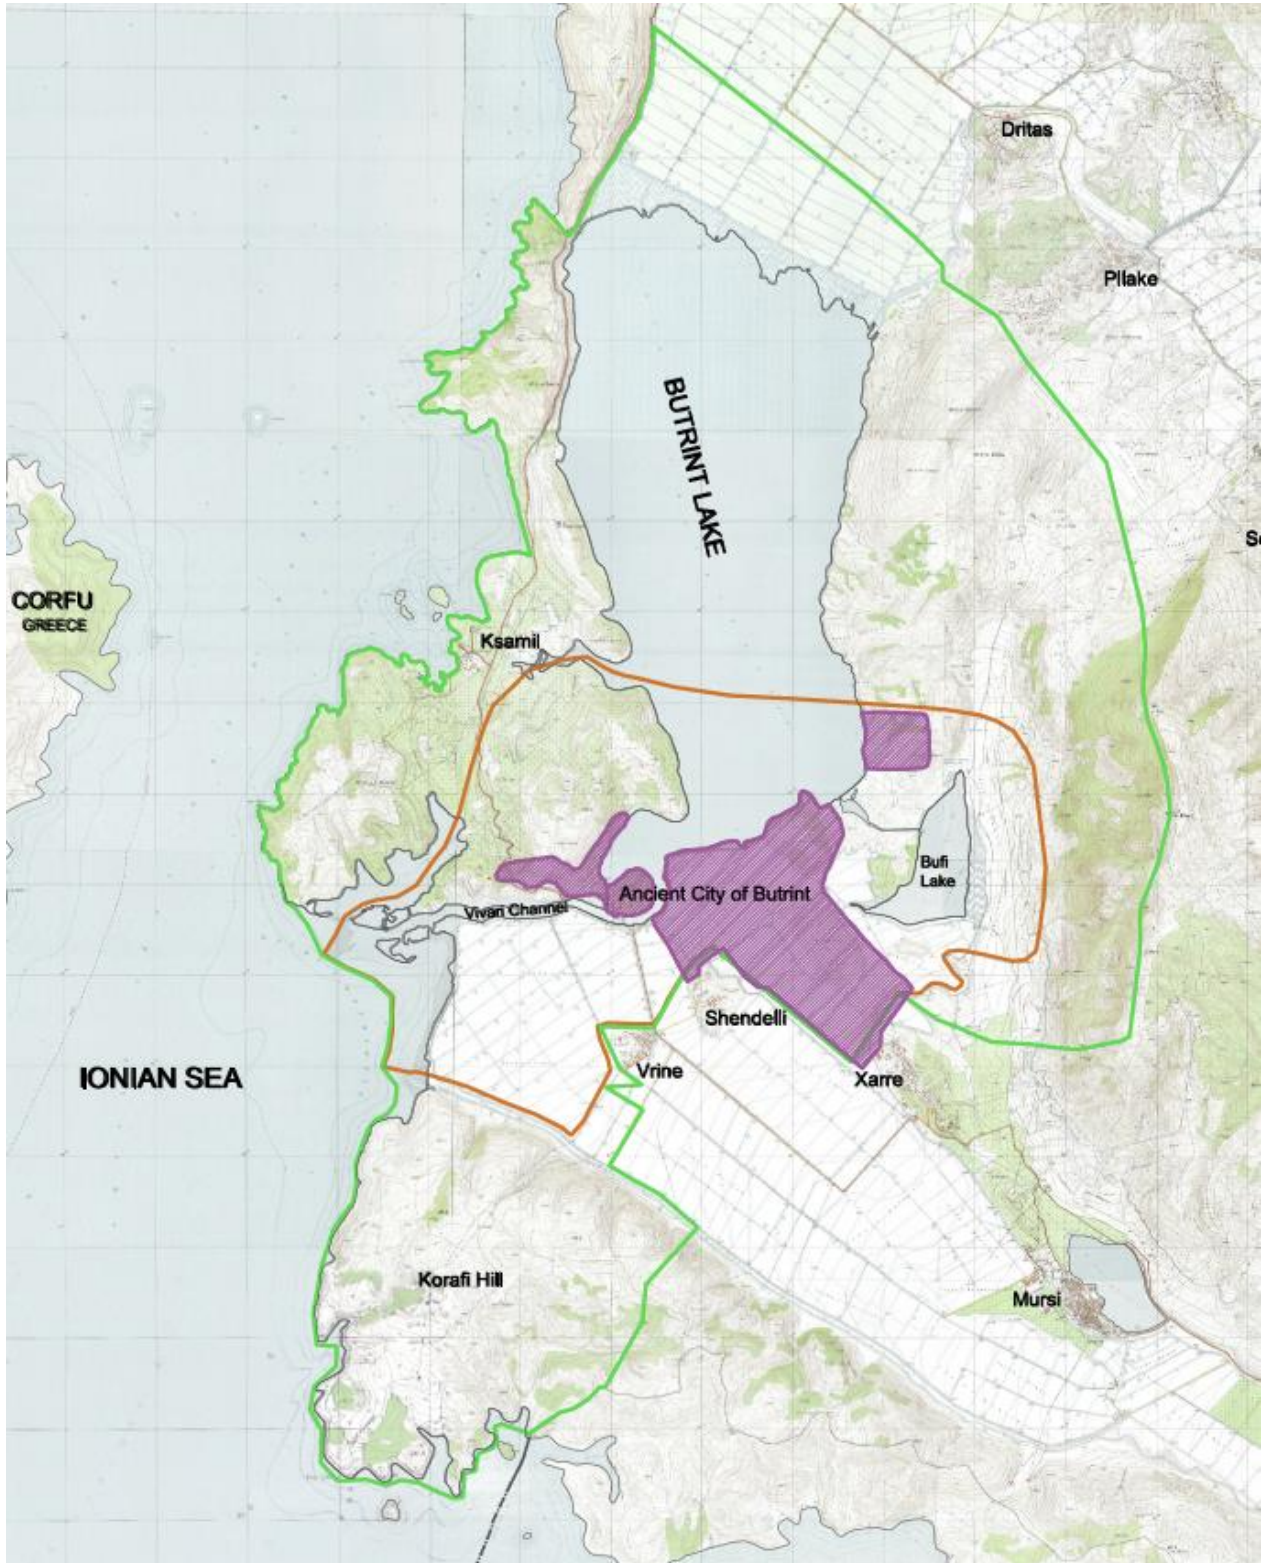 Dritas
Pllake
BUTRINT LAKE
CORFU
GREECE
Ksamil
Bufi
Lake
Ancient City of Butrint
Vivari Channel
Shendelli
Vrine
Xarre
IONIAN SEA
Korafi Hill
Mursi